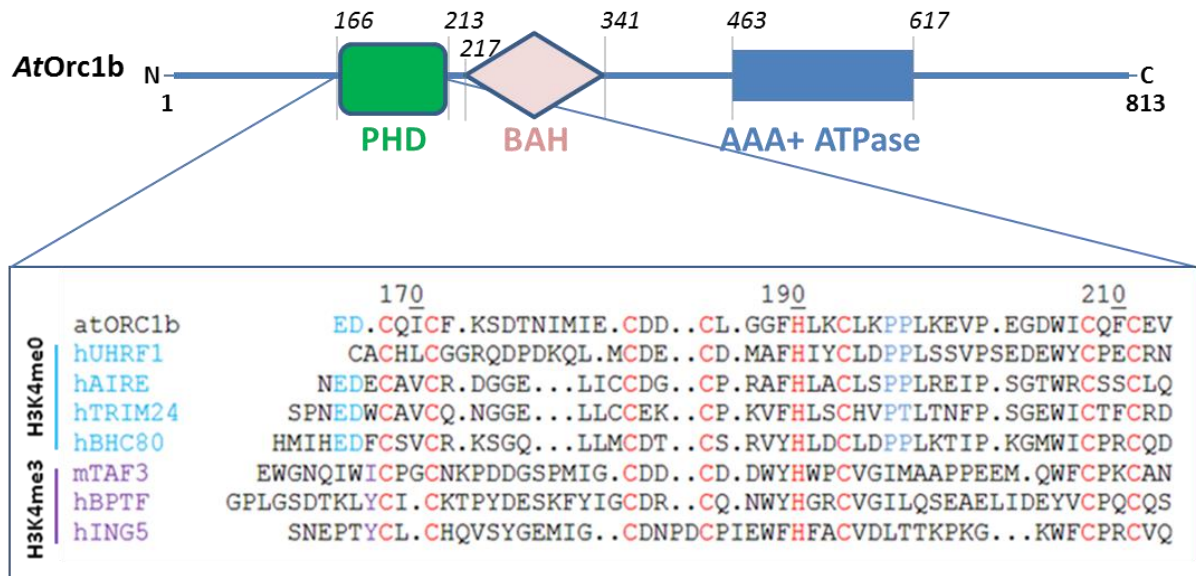 166 213 341 463 617
217
AtOrc1b N C
1 813
PHD BAH AAA+ ATPase
170 190 210
atORC1b ED.CQICF.KSDTNIMIE.CDD..CL.GGFHLKCLKPPLKEVP.EGDWICQFCEV
hUHRF1 CACHLCGGRQDPDKQL.MCDE..CD.MAFHIYCLDPPLSSVPSEDEWYCPECRN
hAIRE NEDECAVCR.DGGE...LICCDG..CP.RAFHLACLSPPLREIP.SGTWRCSSCLQ
hTRIM24 SPNEDWCAVCQ.NGGE...LLCCEK..CP.KVFHLSCHVPTLTNFP.SGEWICTFCRD
hBHC80 HMIHEDFCSVCR.KSGQ...LLMCDT..CS.RVYHLDCLDPPLKTIP.KGMWICPRCQD
mTAF3 EWGNQIWICPGCNKPDDGSPMIG.CDD..CD.DWYHWPCVGIMAAPPEEM.QWFCPKCAN
hBPTF GPLGSDTKLYCI.CKTPYDESKFYIGCDR..CQ.NWYHGRCVGILQSEAELIDEYVCPQCQS
hING5 SNEPTYCL.CHQVSYGEMIG..CDNPDCPIEWFHFACVDLTTKPKG...KWFCPRCVQ
H3K4me0
H3K4me3